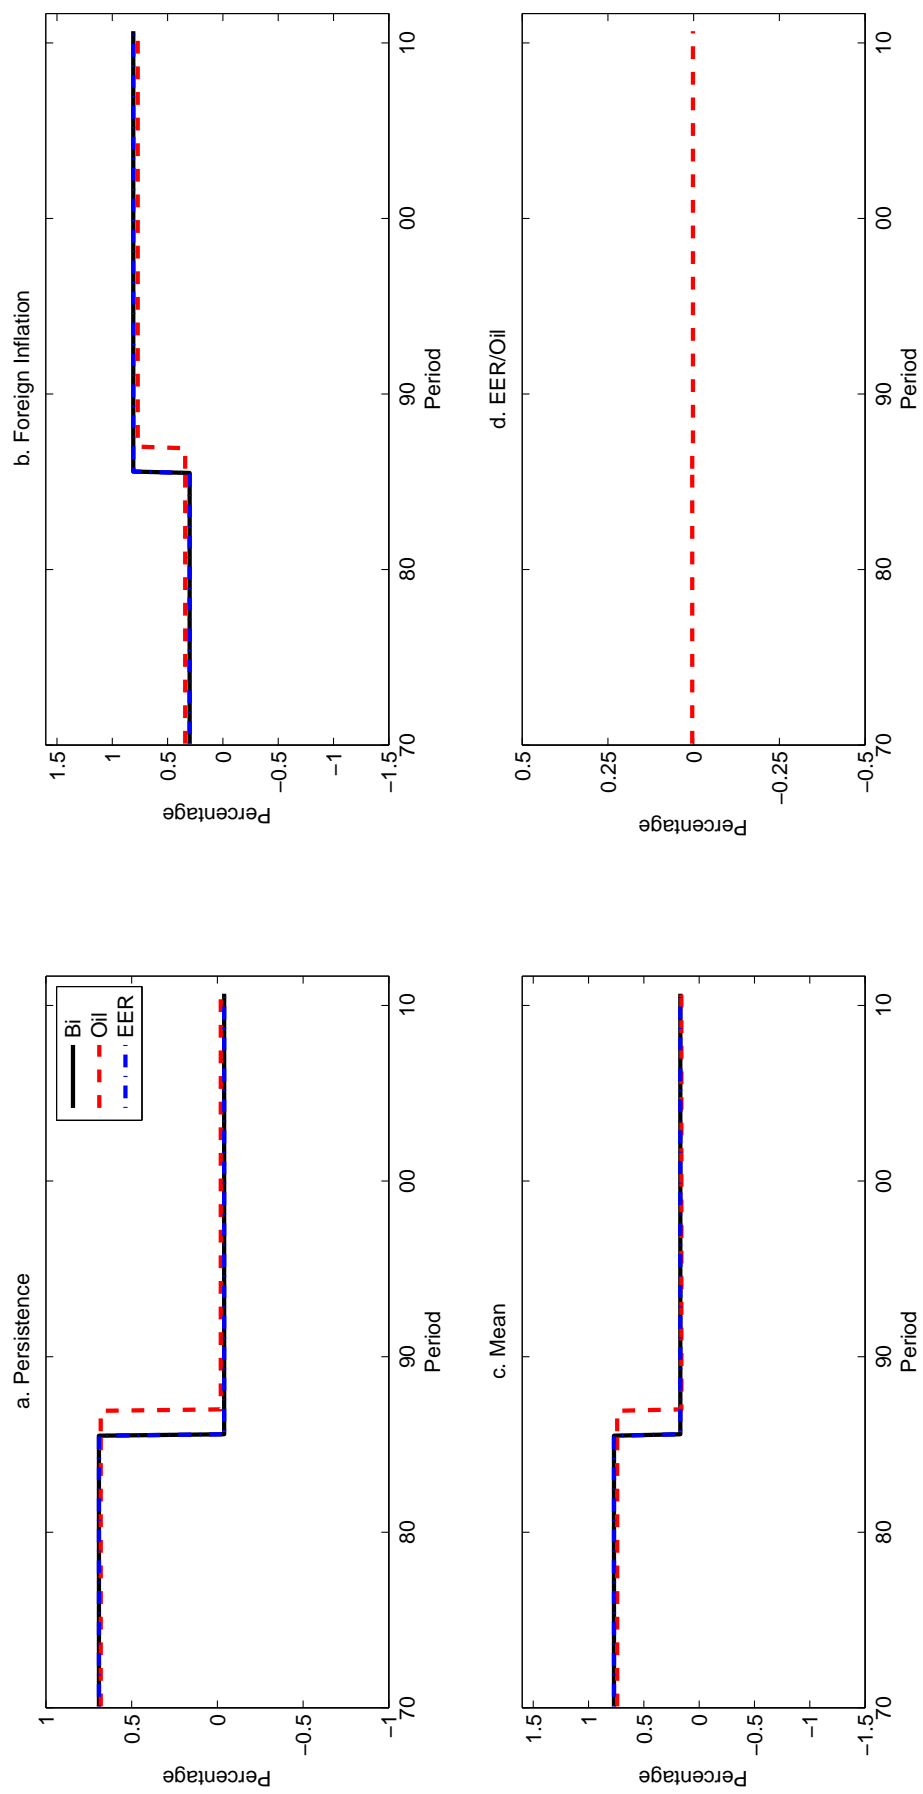 a. Persistence
1
0.5
0
−0.5
−1
Percentage
70
80
90
00
10
Period
Bi
Oil
EER
b. Foreign Inflation
1.5
1
0.5
0
−0.5
−1
−1.5
Percentage
70
80
90
00
10
Period
c. Mean
1.5
1
0.5
0
−0.5
−1
−1.5
Percentage
70
80
90
00
10
Period
d. EER/Oil
0.5
0.25
0
−0.25
−0.5
Percentage
70
80
90
00
10
Period